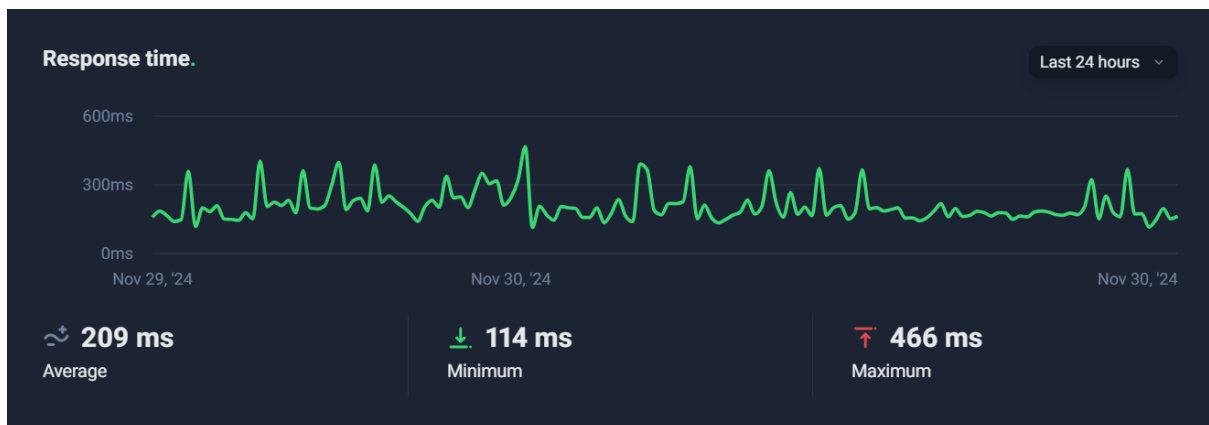 Response time.
Last 24 hours
600ms
300ms
0ms
Nov 29, '24
Nov 30, '24
Nov 30, '24
209 ms
Average
114 ms
Minimum
466 ms
Maximum